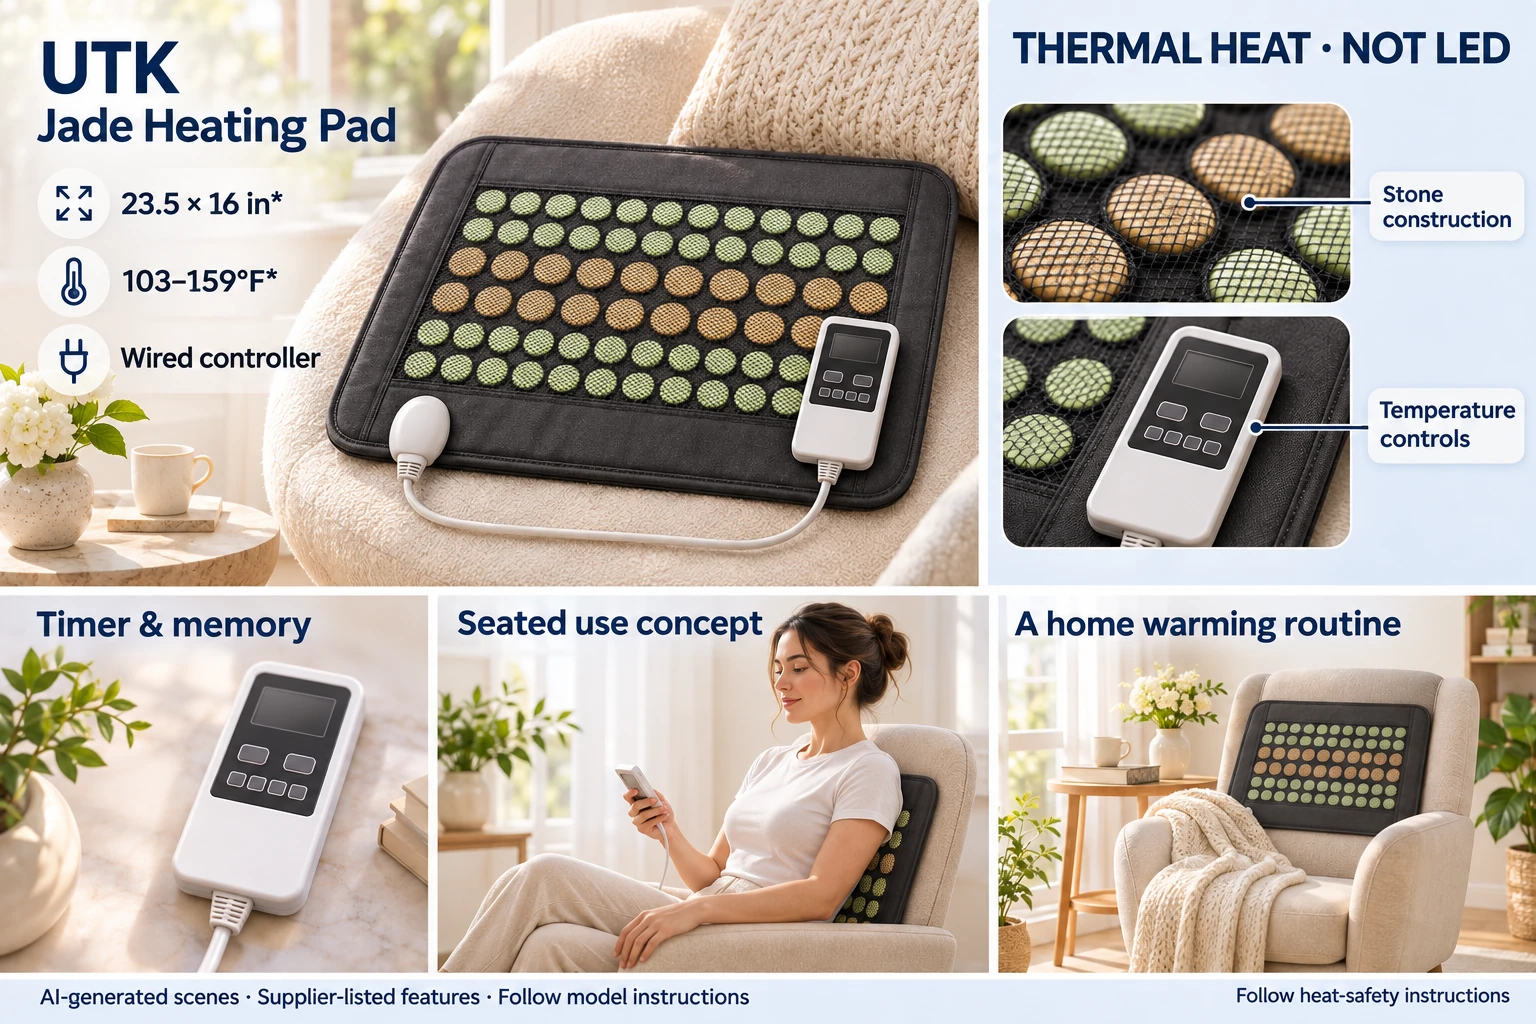 UTK
Jade Heating Pad
23.5 × 16 in*
103–159°F*
Wired controller
THERMAL HEAT · NOT LED
Stone
construction
Temperature
controls
Timer & memory
Seated use concept
A home warming routine
AI-generated scenes · Supplier-listed features · Follow model instructions
Follow heat-safety instructions